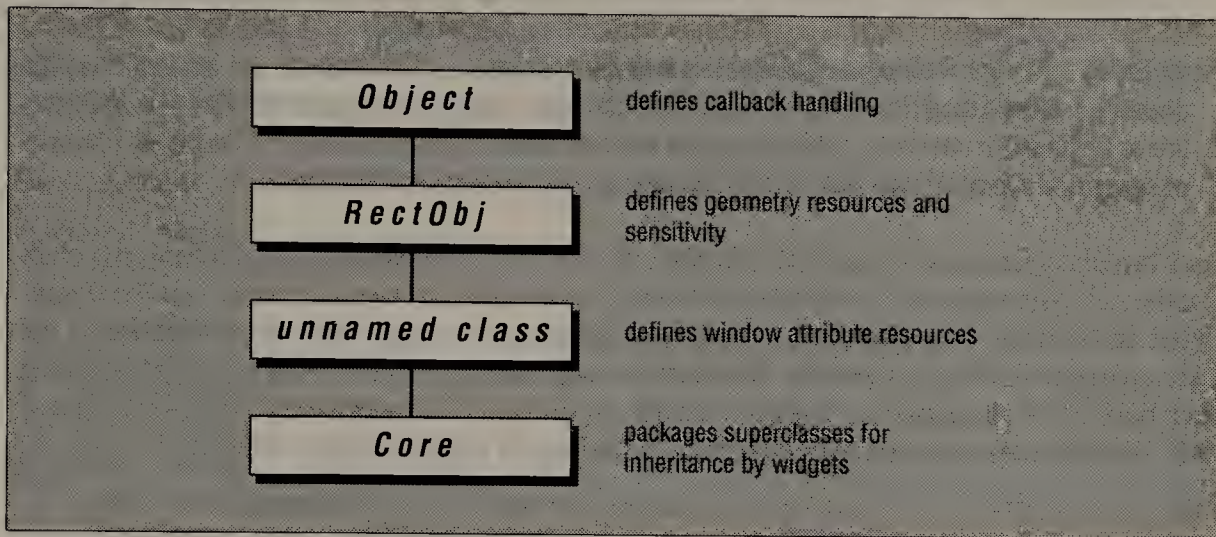 Object
defines callback handling
RectObj
defines geometry resources and
sensitivity
unnamed class
defines window attribute resources
Core
packages superclasses for
inheritance by widgets